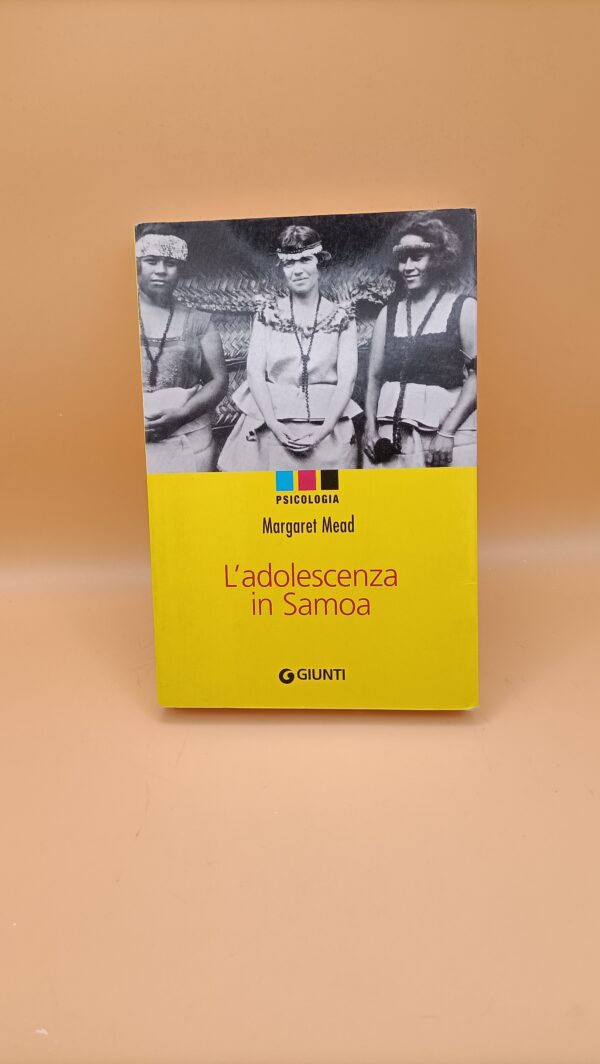 PSICOLOGIA
Margaret Mead
L'adolescenza
in Samoa
GIUNTI